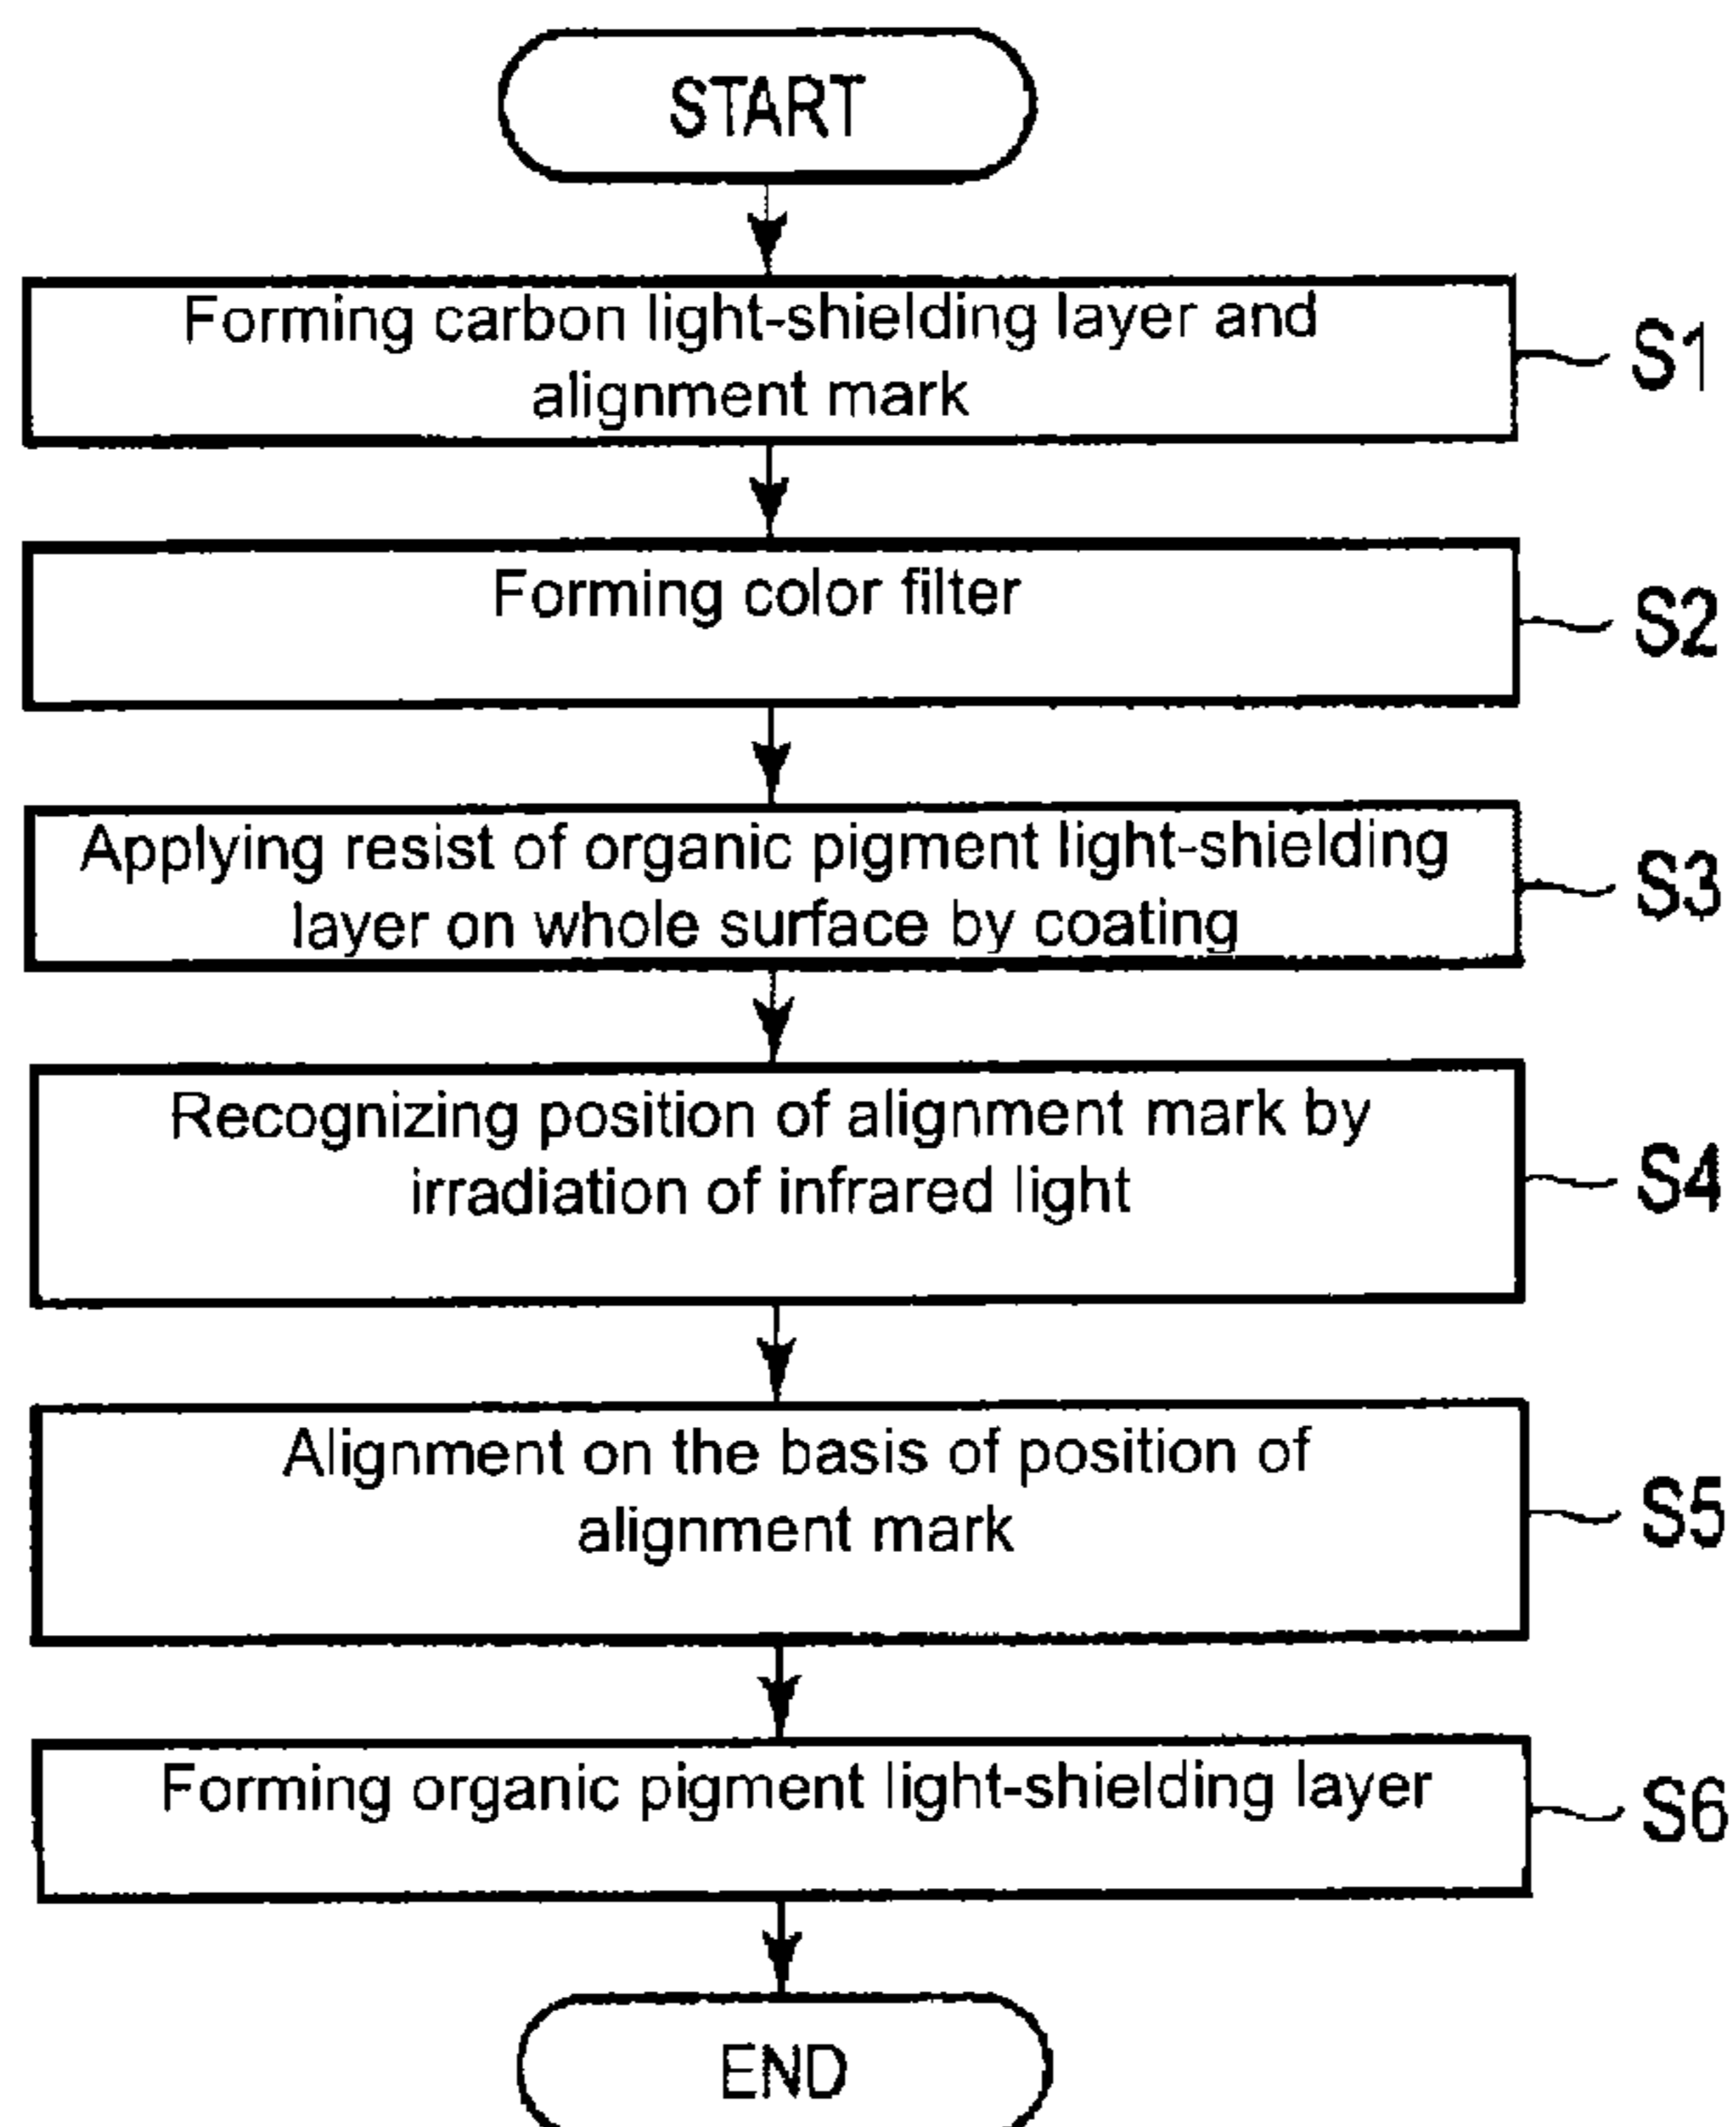 START
Forming carbon light-shielding layer and
alignment mark
S1
Forming color filter
S2
Applying resist of organic pigment light-shielding
layer on whole surface by coating
S3
Recognizing position of alignment mark by
irradiation of infrared light
S4
Alignment on the basis of position of
alignment mark
S5
Forming organic pigment light-shielding layer
S6
END